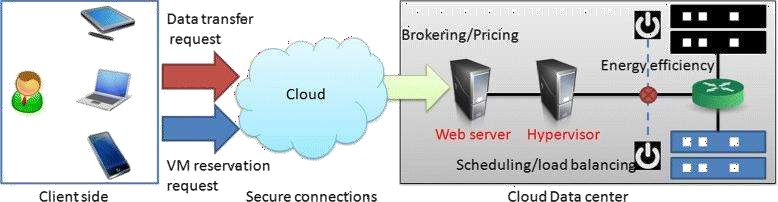 Data transfer
request
Cloud
VM reservation
request
Brokering/Pricing
Energy efficiency
Web server
Hypervisor
Scheduling/load balancing
Client side
Secure connections
Cloud Data center